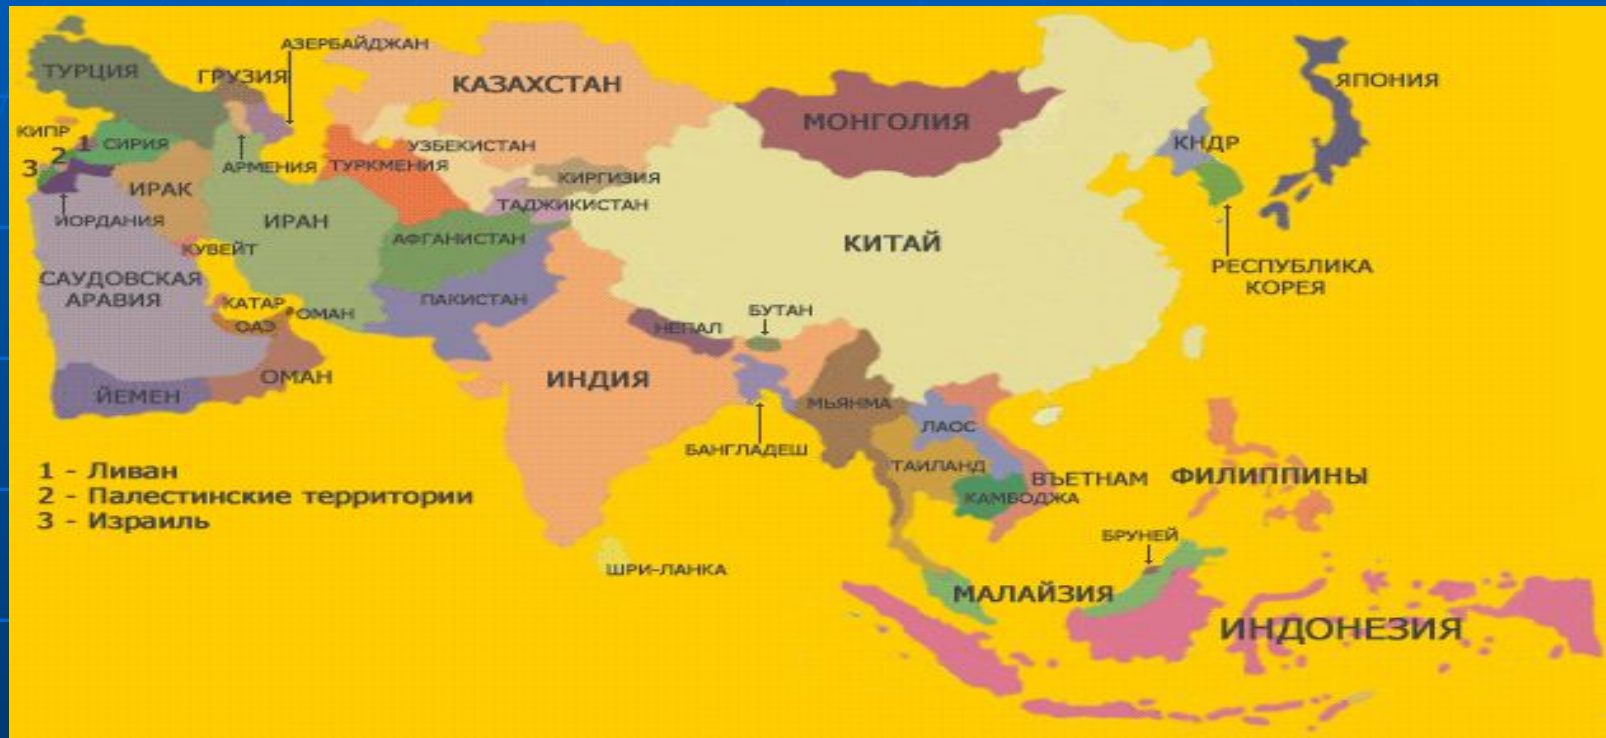 АЗЕРБАЙДЖАН
ТУРЦИЯ
ГРУЗИЯ
КАЗАХСТАН
ЯПОНИЯ
МОНГОЛИЯ
КИПР
1
СИРИЯ
УЗБЕКИСТАН
КНДР
2
3
АРМЕНИЯ
ТУРКМЕНИЯ
КИРГИЗИЯ
ИРАК
ТАДЖИКИСТАН
ИОРДАНИЯ
ИРАН
АФГАНИСТАН
КИТАЙ
КУВЕЙТ
САУДОВСКАЯ
АРАВИЯ
РЕСПУБЛИКА
КОРЕЯ
КАТАР
ОМАН
ПАКИСТАН
БУТАН
ОАЭ
НЕПАЛ
ОМАН
ИНДИЯ
ЙЕМЕН
МЬЯНМА
ЛАОС
БАНГЛАДЕШ
ТАИЛАНД
ВЪЕТНАМ
ФИЛИППИНЫ
КАМБОДЖА
1 - Ливан
2 - Палестинские территории
3 - Израиль
БРУНЕЙ
ШРИ-ЛАНКА
МАЛАЙЗИЯ
ИНДОНЕЗИЯ